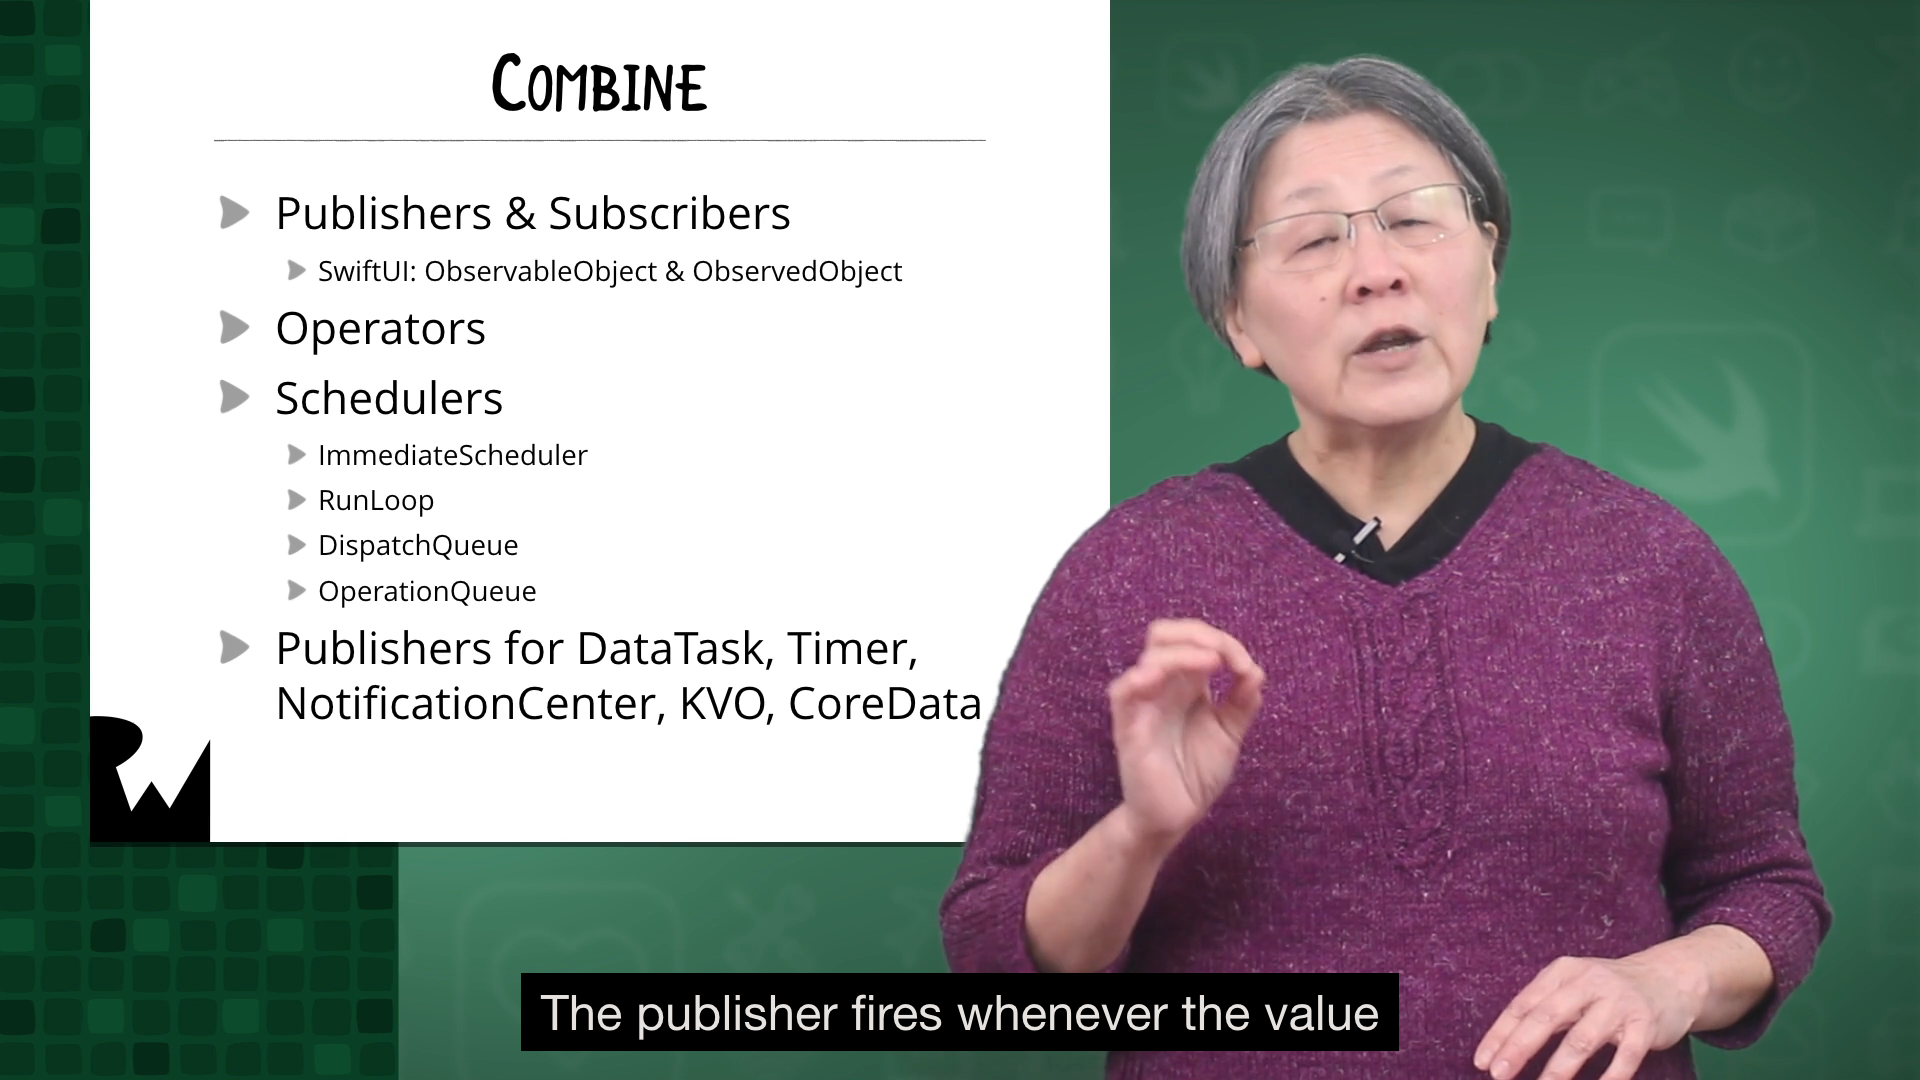 COMBINE
Publishers & Subscribers
SwiftUI: ObservableObject & ObservedObject
Operators
Schedulers
ImmediateScheduler
RunLoop
DispatchQueue
OperationQueue
Publishers for DataTask, Timer,
NotificationCenter, KVO, CoreData
RW
The publisher fires whenever the value